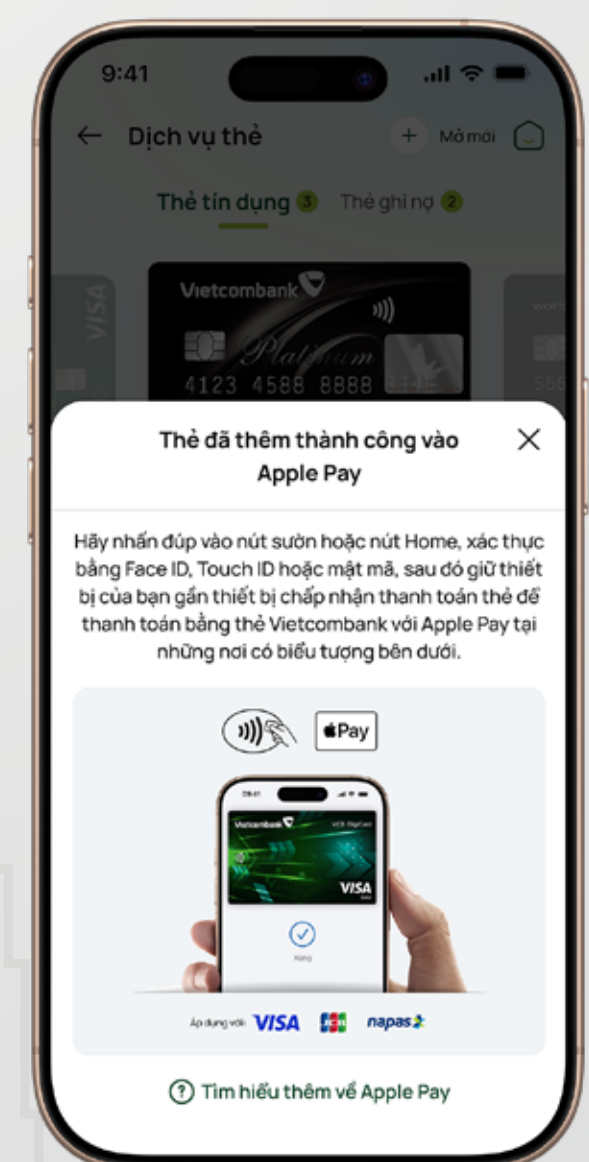 9:41
Dịch vụ thẻ
+ Mở mới
Thẻ tín dụng 3 Thẻ ghi nợ 2
VISA
Vietcombank
Platinum
4123 4588 8888
Thẻ đã thêm thành công vào
Apple Pay
Hãy nhấn đúp vào nút sườn hoặc nút Home, xác thực
bằng Face ID, Touch ID hoặc mật mã, sau đó giữ thiết
bị của bạn gần thiết bị chấp nhận thanh toán thẻ để
thanh toán bằng thẻ Vietcombank với Apple Pay tại
những nơi có biểu tượng bên dưới.
Pay
Vietcombank VCB DigiCard
VISA
Xong
Áp dụng với: VISA JCB napas
Tìm hiểu thêm về Apple Pay